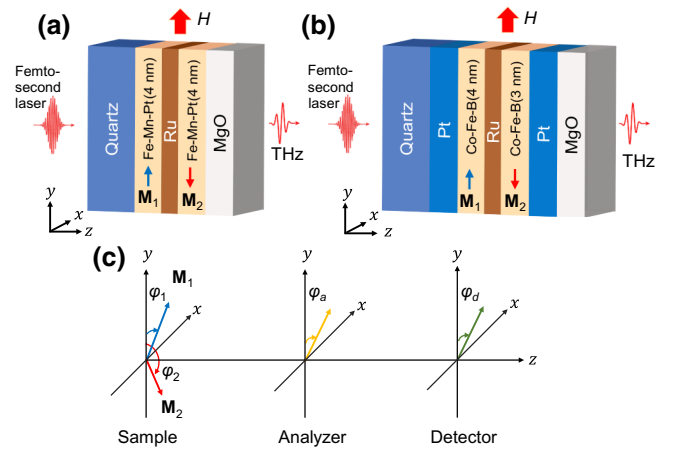 (a)
H
Femto-
second
laser
Quartz
Fe-Mn-Pt(4 nm)
Ru
Fe-Mn-Pt(4 nm)
MgO
THz
M₁
M₂
y
x
z
(b)
H
Femto-
second
laser
Quartz
Pt
Co-Fe-B(4 nm)
Ru
Co-Fe-B(3 nm)
Pt
MgO
THz
M₁
M₂
y
x
z
(c)
y
M₁
φ₁
x
φ₂
M₂
Sample
y
φₐ
x
Analyzer
y
φ_d
x
z
Detector